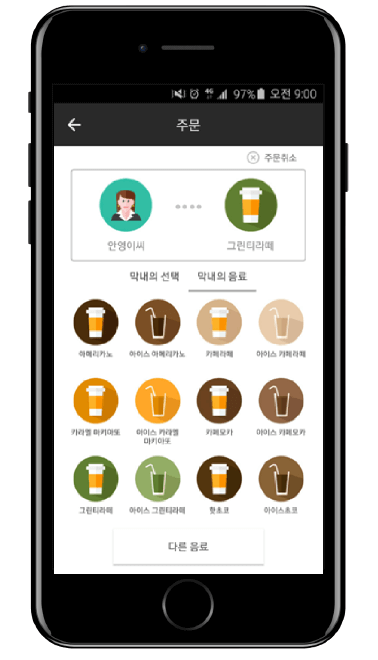 4G 97% 오전 9:00
주문
주문취소
안영이씨 그린티라떼
막내의 선택 막내의 음료
아메리카노 아이스 아메리카노 카페라떼 아이스 카페라떼
카라멜 마키아또 아이스 카라멜 카페모카 아이스 카페모카
마키아또
그린티라떼 아이스 그린티라떼 핫초코 아이스초코
다른 음료